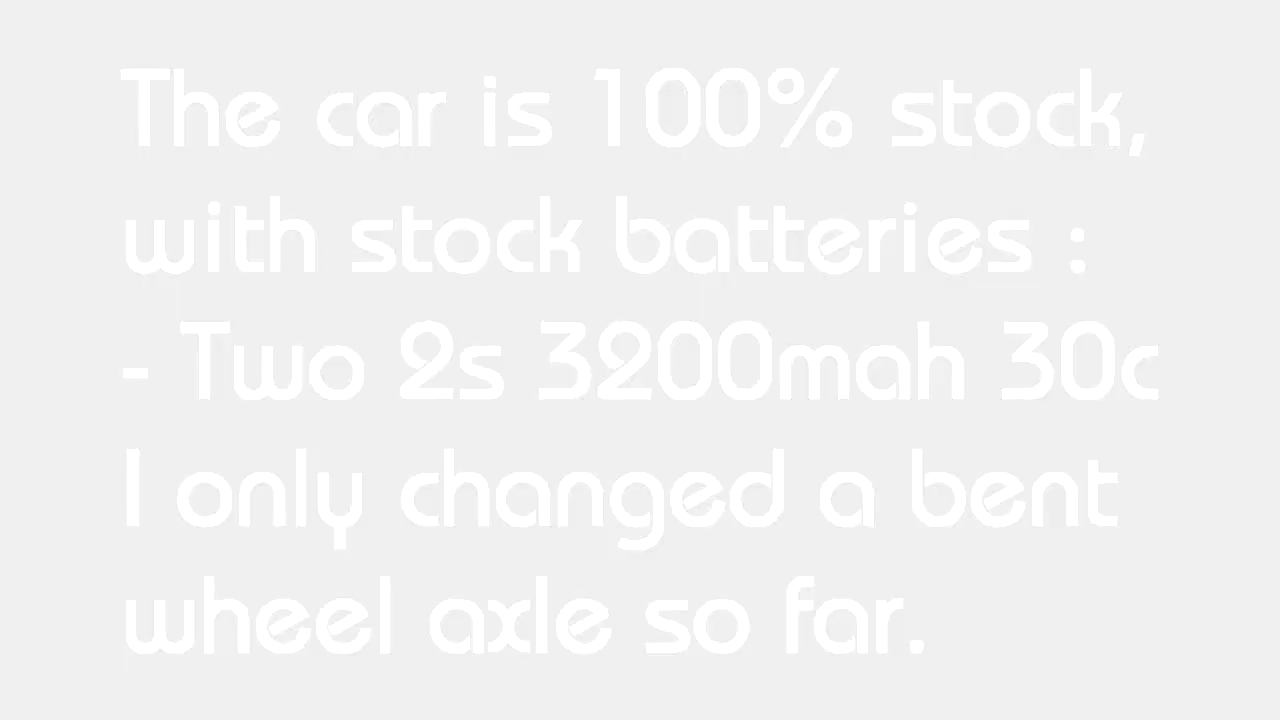 The car is 100% stock,
with stock batteries :
- Two 2s 3200mah 30c
I only changed a bent
wheel axle so far.